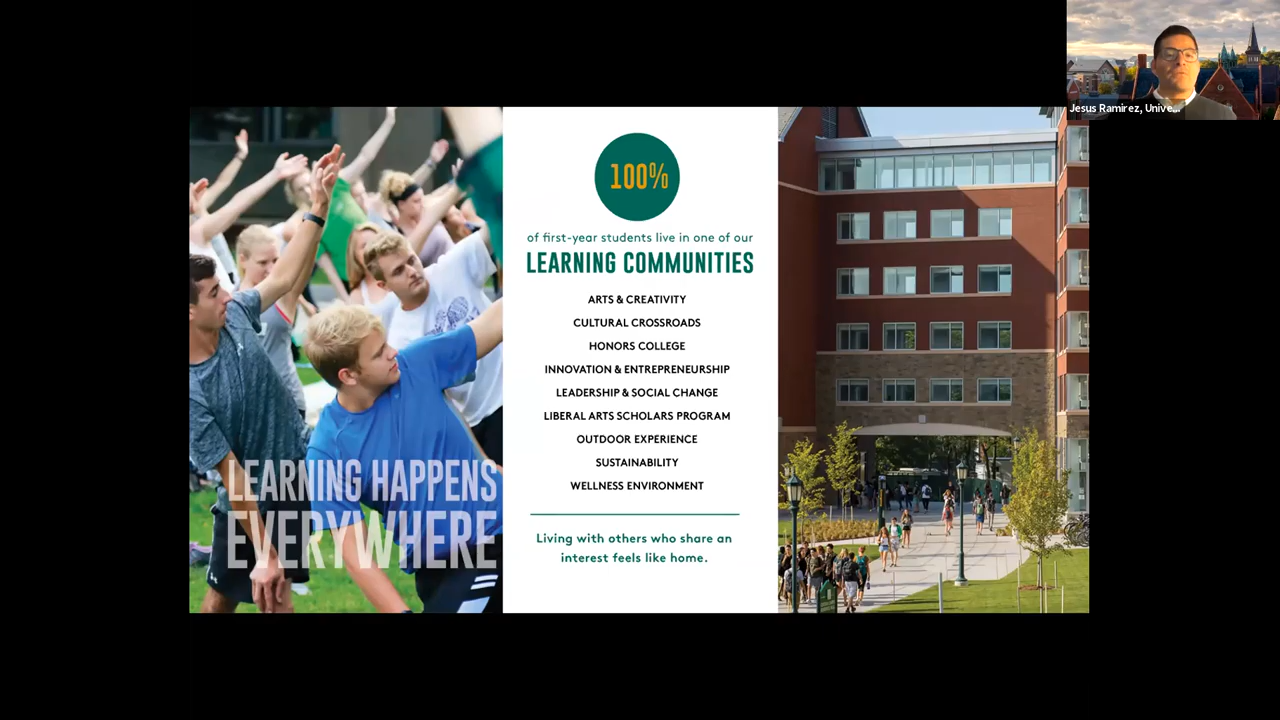 Jesus Ramirez, Unive...
100%
of first-year students live in one of our
LEARNING COMMUNITIES
ARTS & CREATIVITY
CULTURAL CROSSROADS
HONORS COLLEGE
INNOVATION & ENTREPRENEURSHIP
LEADERSHIP & SOCIAL CHANGE
LIBERAL ARTS SCHOLARS PROGRAM
OUTDOOR EXPERIENCE
SUSTAINABILITY
WELLNESS ENVIRONMENT
Living with others who share an
interest feels like home.
LEARNING HAPPENS
EVERYWHERE